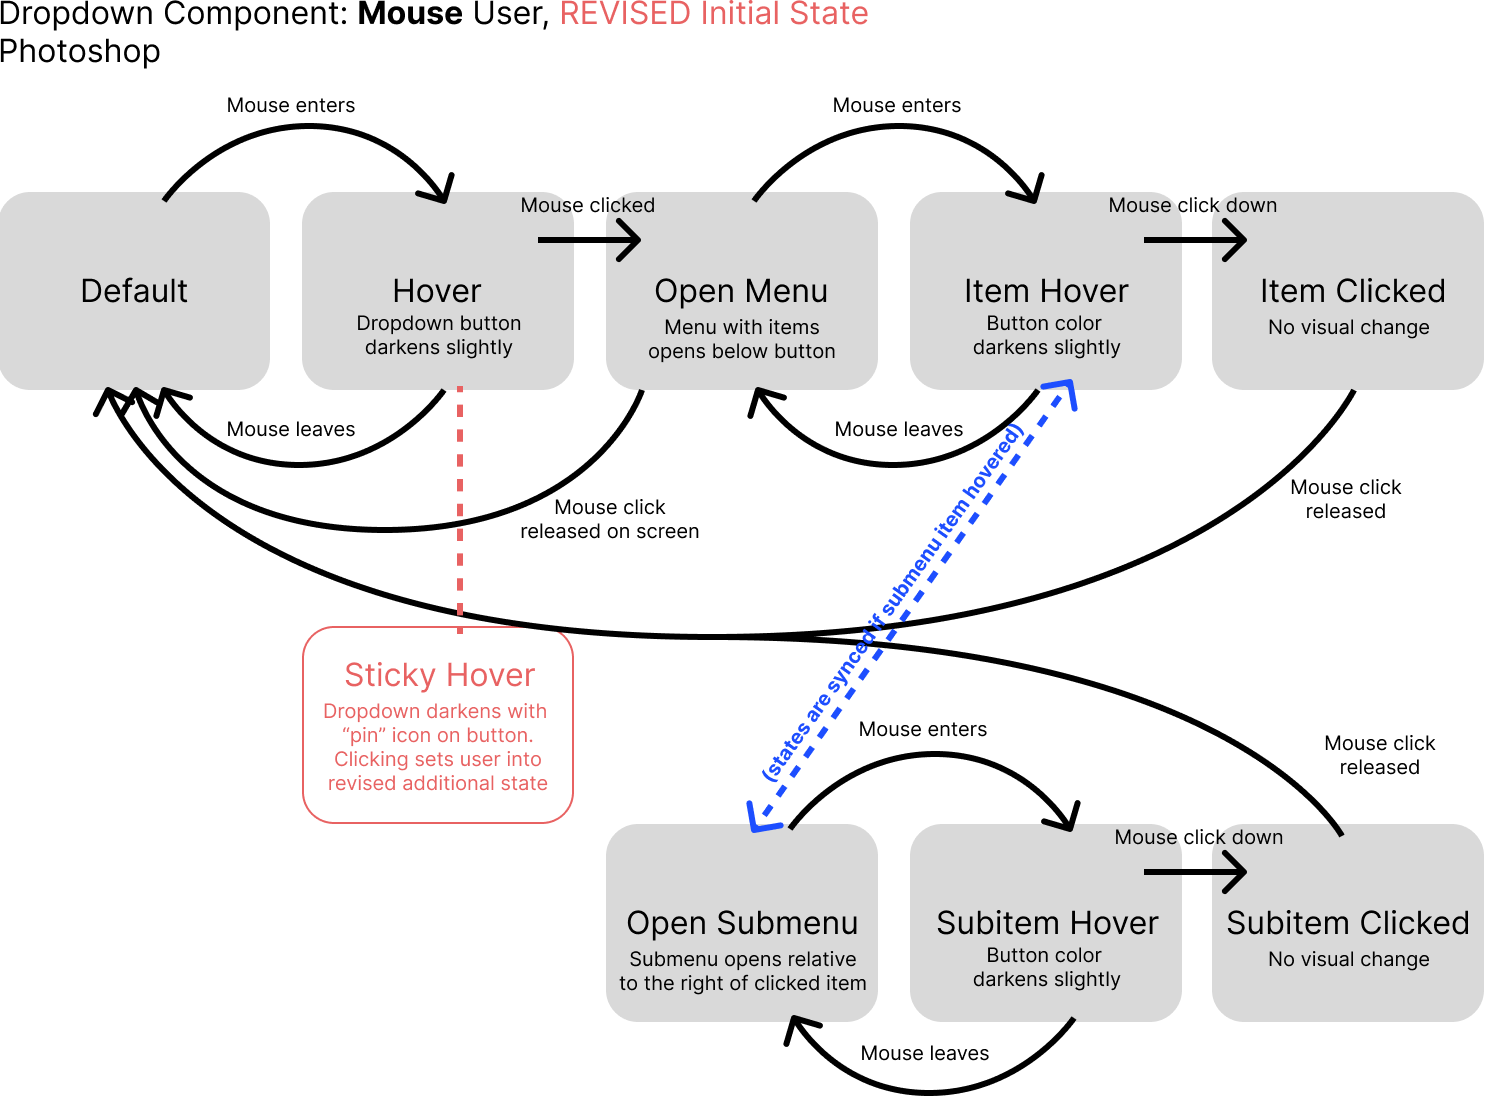 Dropdown Component: Mouse User, REVISED Initial State
Photoshop
Mouse enters
Mouse enters
Mouse clicked
Mouse click down
Default
Hover
Dropdown button
darkens slightly
Open Menu
Menu with items
opens below button
Item Hover
Button color
darkens slightly
Item Clicked
No visual change
Mouse leaves
Mouse leaves
Mouse click
released on screen
Mouse click
released
(states are synced if submenu item hovered)
Sticky Hover
Dropdown darkens with
“pin” icon on button.
Clicking sets user into
revised additional state
Mouse enters
Mouse click
released
Mouse click down
Open Submenu
Submenu opens relative
to the right of clicked item
Subitem Hover
Button color
darkens slightly
Subitem Clicked
No visual change
Mouse leaves